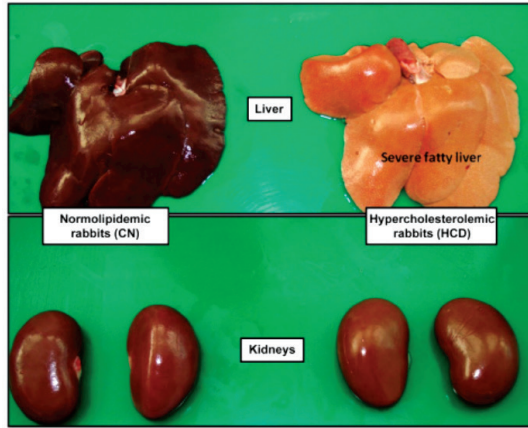 Liver
Severe fatty liver
Normolipidemic
rabbits (CN)
Hypercholesterolemic
rabbits (HCD)
Kidneys